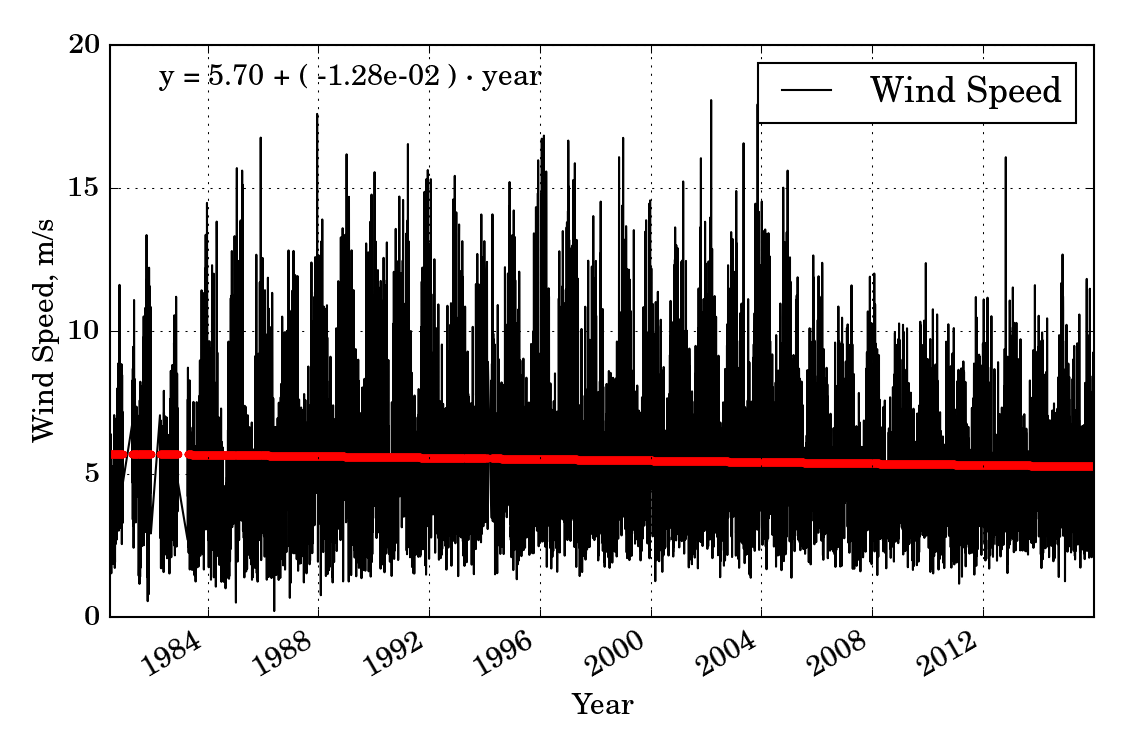 20
15
10
5
0
y = 5.70 + ( -1.28e-02 ) · year
Wind Speed
Wind Speed, m/s
1984 1988 1992 1996 2000 2004 2008 2012
Year